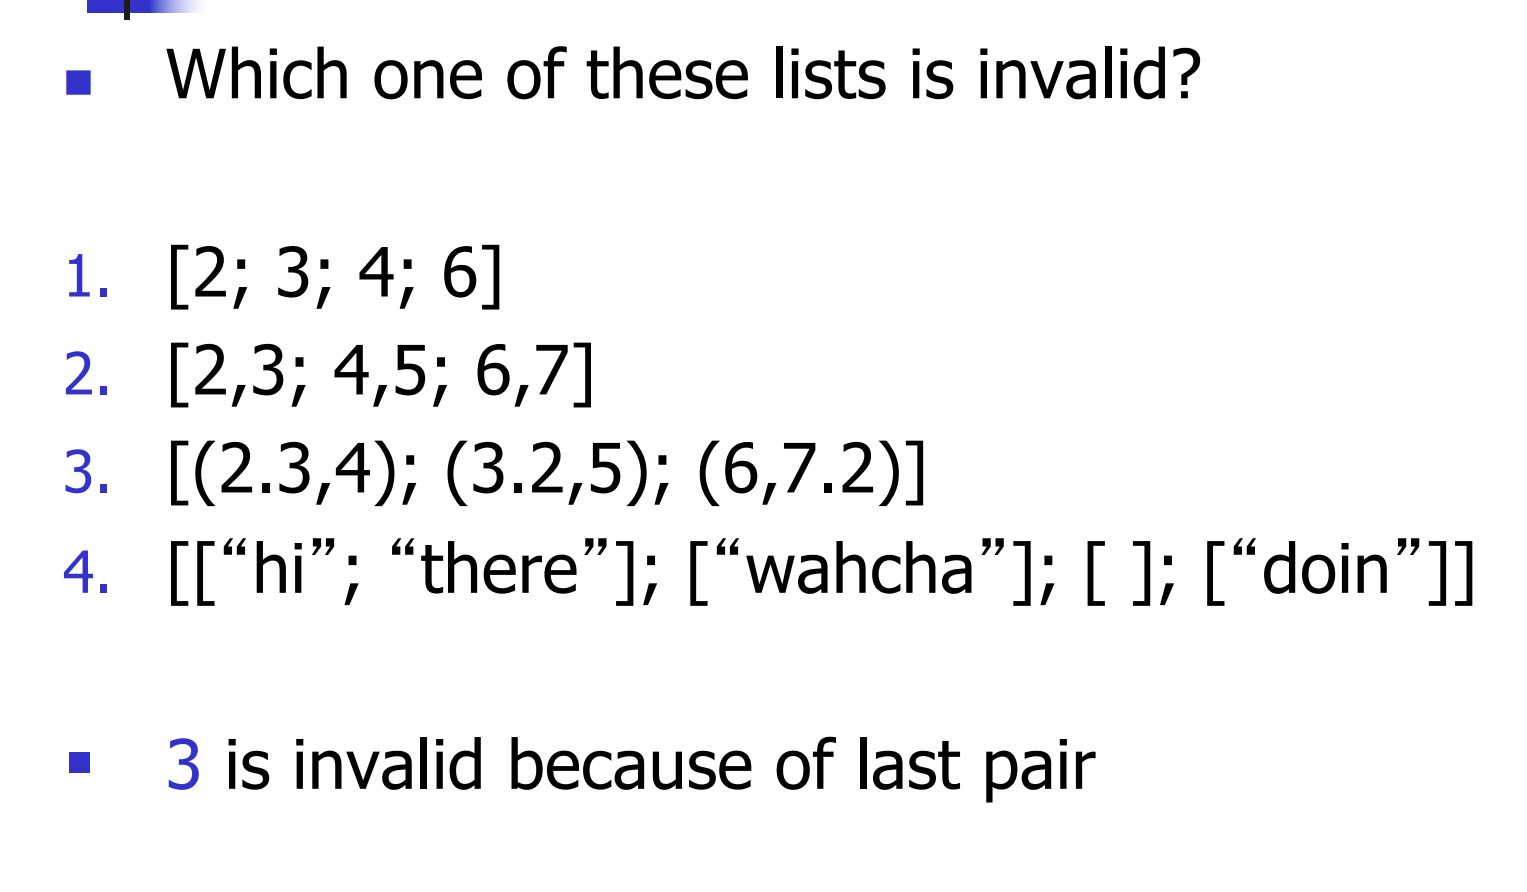 Which one of these lists is invalid?
1. [2; 3; 4; 6]
2. [2,3; 4,5; 6,7]
3. [(2.3,4); (3.2,5); (6,7.2)]
4. [[“hi”; “there”]; [“wahcha”]; [ ]; [“doin”]]
3 is invalid because of last pair